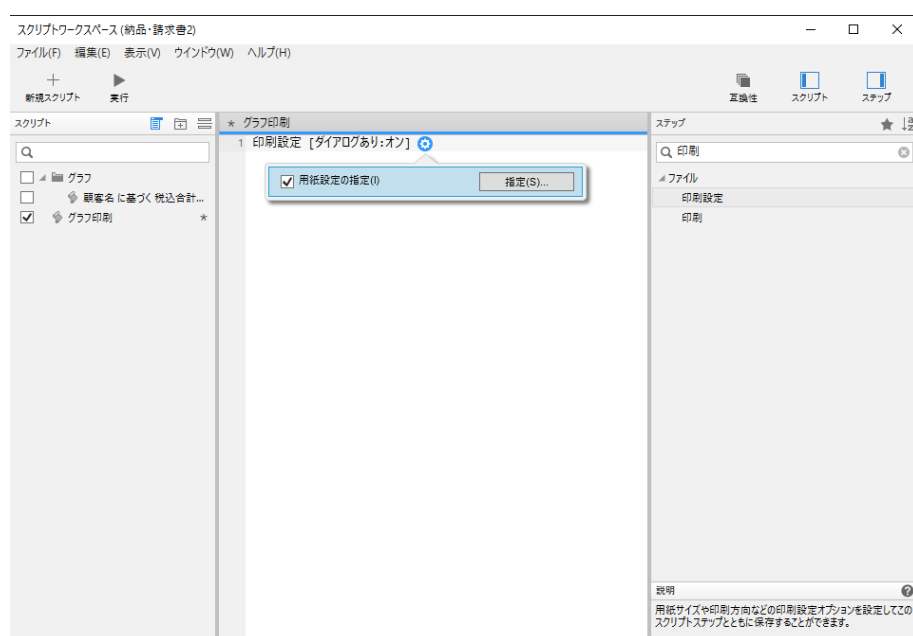 スクリプトワークスペース (納品・請求書2)
ファイル(F) 編集(E) 表示(V) ウインドウ(W) ヘルプ(H)
新規スクリプト 実行 互換性 スクリプト ステップ
スクリプト
* グラフ印刷
ステップ
1 印刷設定 [ダイアログあり:オン]
印刷
用紙設定の指定(I) 指定(S)...
グラフ
ファイル
顧客名 に基づく 税込合計...
印刷設定
グラフ印刷 *
印刷
説明
用紙サイズや印刷方向などの印刷設定オプションを設定してこの
スクリプトステップとともに保存することができます。